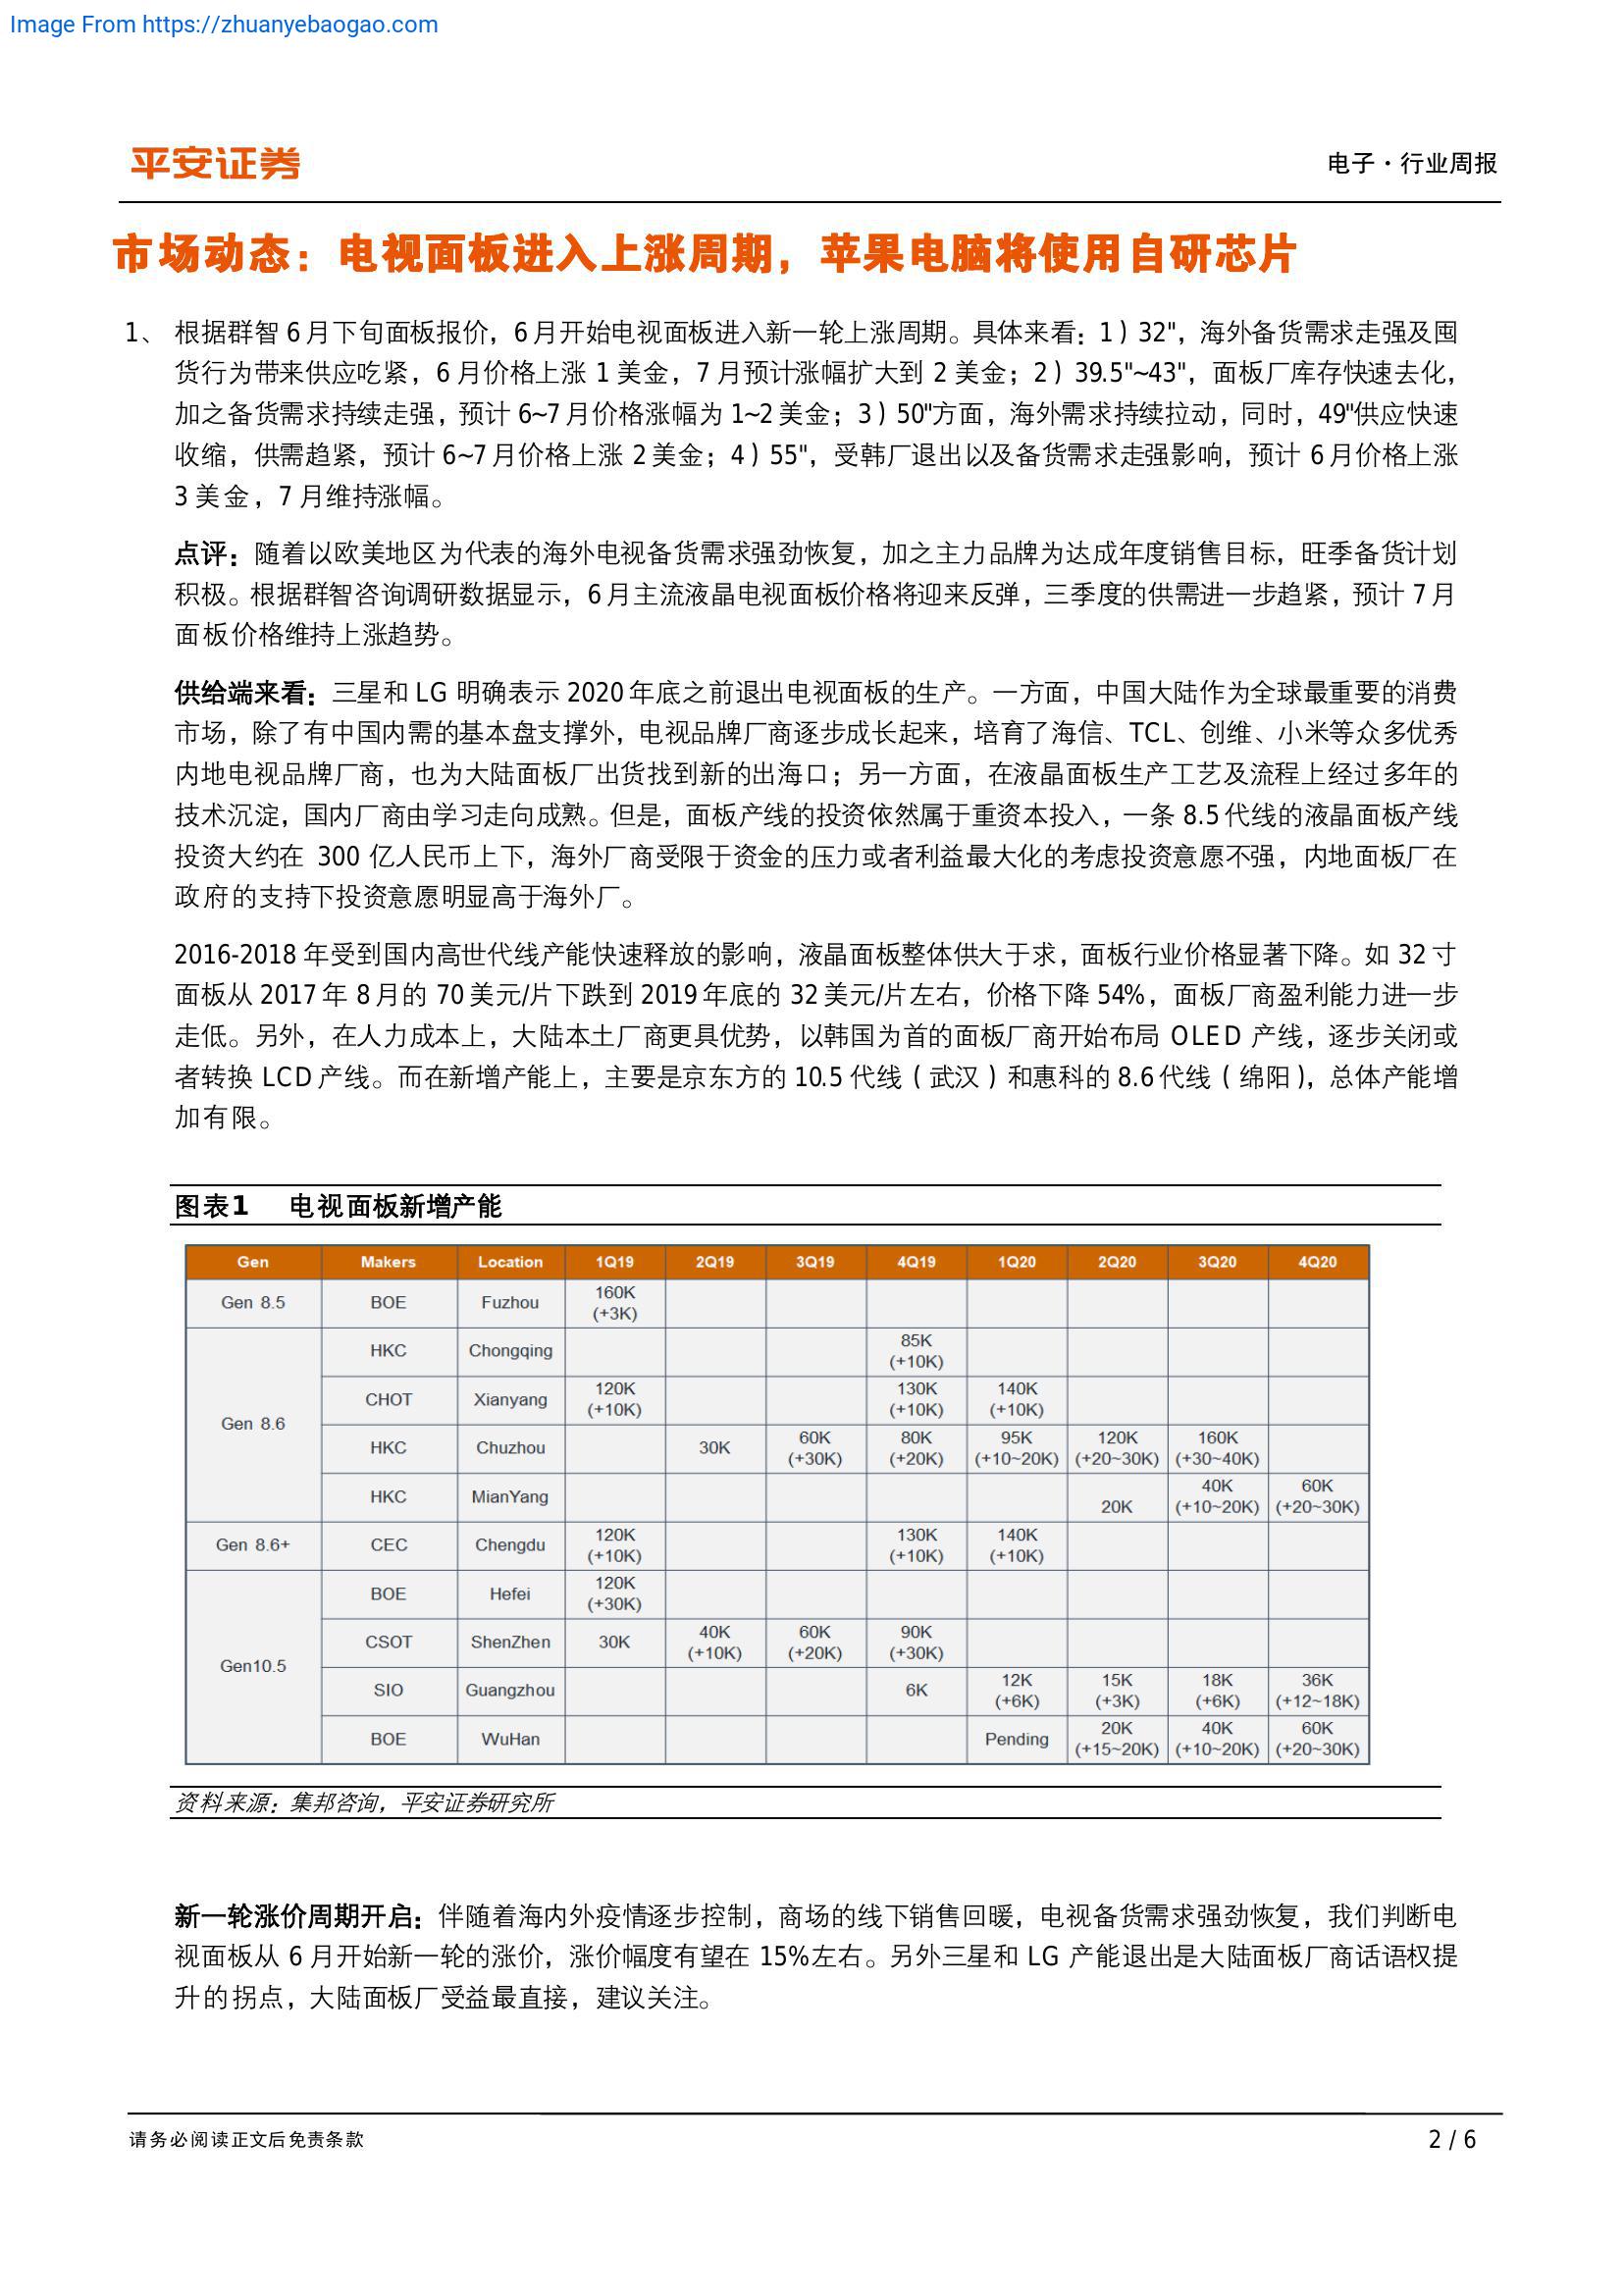 Image From https://zhuanyebaogao.com
平安证券
电子·行业周报
市场动态：电视面板进入上涨周期，苹果电脑将使用自研芯片
1、 根据群智 6 月下旬面板报价，6 月开始电视面板进入新一轮上涨周期。具体来看：1）32"，海外备货需求走强及囤
货行为带来供应吃紧，6 月价格上涨 1 美金，7 月预计涨幅扩大到 2 美金；2）39.5"~43"，面板厂库存快速去化，
加之备货需求持续走强，预计 6~7 月价格涨幅为 1~2 美金；3）50"方面，海外需求持续拉动，同时，49"供应快速
收缩，供需趋紧，预计 6~7 月价格上涨 2 美金；4）55"，受韩厂退出以及备货需求走强影响，预计 6 月价格上涨
3 美金，7 月维持涨幅。
点评：随着以欧美地区为代表的海外电视备货需求强劲恢复，加之主力品牌为达成年度销售目标，旺季备货计划
积极。根据群智咨询调研数据显示，6 月主流液晶电视面板价格将迎来反弹，三季度的供需进一步趋紧，预计 7 月
面板价格维持上涨趋势。
供给端来看：三星和 LG 明确表示 2020 年底之前退出电视面板的生产。一方面，中国大陆作为全球最重要的消费
市场，除了有中国内需的基本盘支撑外，电视品牌厂商逐步成长起来，培育了海信、TCL、创维、小米等众多优秀
内地电视品牌厂商，也为大陆面板厂出货找到新的出海口；另一方面，在液晶面板生产工艺及流程上经过多年的
技术沉淀，国内厂商由学习走向成熟。但是，面板产线的投资依然属于重资本投入，一条 8.5 代线的液晶面板产线
投资大约在 300 亿人民币上下，海外厂商受限于资金的压力或者利益最大化的考虑投资意愿不强，内地面板厂在
政府的支持下投资意愿明显高于海外厂。
2016-2018 年受到国内高世代线产能快速释放的影响，液晶面板整体供大于求，面板行业价格显著下降。如 32 寸
面板从 2017 年 8 月的 70 美元/片下跌到 2019 年底的 32 美元/片左右，价格下降 54%，面板厂商盈利能力进一步
走低。另外，在人力成本上，大陆本土厂商更具优势，以韩国为首的面板厂商开始布局 OLED 产线，逐步关闭或
者转换 LCD 产线。而在新增产能上，主要是京东方的 10.5 代线（武汉）和惠科的 8.6 代线（绵阳），总体产能增
加有限。
图表1 电视面板新增产能
Gen Makers Location 1Q19 2Q19 3Q19 4Q19 1Q20 2Q20 3Q20 4Q20
Gen 8.5 BOE Fuzhou 160K (+3K)
Gen 8.6 HKC Chongqing 85K (+10K)
CHOT Xianyang 120K (+10K) 130K (+10K) 140K (+10K)
HKC Chuzhou 30K 60K (+30K) 80K (+20K) 95K (+10~20K) 120K (+20~30K) 160K (+30~40K)
HKC MianYang 20K 40K (+10~20K) 60K (+20~30K)
Gen 8.6+ CEC Chengdu 120K (+10K) 130K (+10K) 140K (+10K)
Gen10.5 BOE Hefei 120K (+30K)
CSOT ShenZhen 30K 40K (+10K) 60K (+20K) 90K (+30K)
SIO Guangzhou 6K 12K (+6K) 15K (+3K) 18K (+6K) 36K (+12~18K)
BOE WuHan Pending 20K (+15~20K) 40K (+10~20K) 60K (+20~30K)
资料来源：集邦咨询，平安证券研究所
新一轮涨价周期开启：伴随着海内外疫情逐步控制，商场的线下销售回暖，电视备货需求强劲恢复，我们判断电
视面板从 6 月开始新一轮的涨价，涨价幅度有望在 15%左右。另外三星和 LG 产能退出是大陆面板厂商话语权提
升的拐点，大陆面板厂受益最直接，建议关注。
请务必阅读正文后免责条款
2 / 6